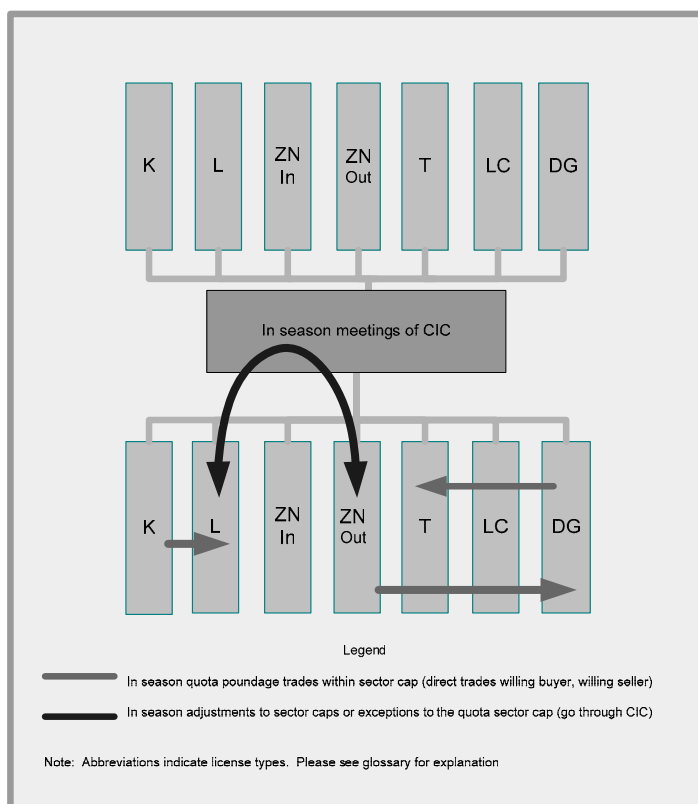 K L ZN In ZN Out T LC DG
In season meetings of CIC
K L ZN In ZN Out T LC DG
Legend
In season quota poundage trades within sector cap (direct trades willing buyer, willing seller)
In season adjustments to sector caps or exceptions to the quota sector cap (go through CIC)
Note: Abbreviations indicate license types. Please see glossary for explanation